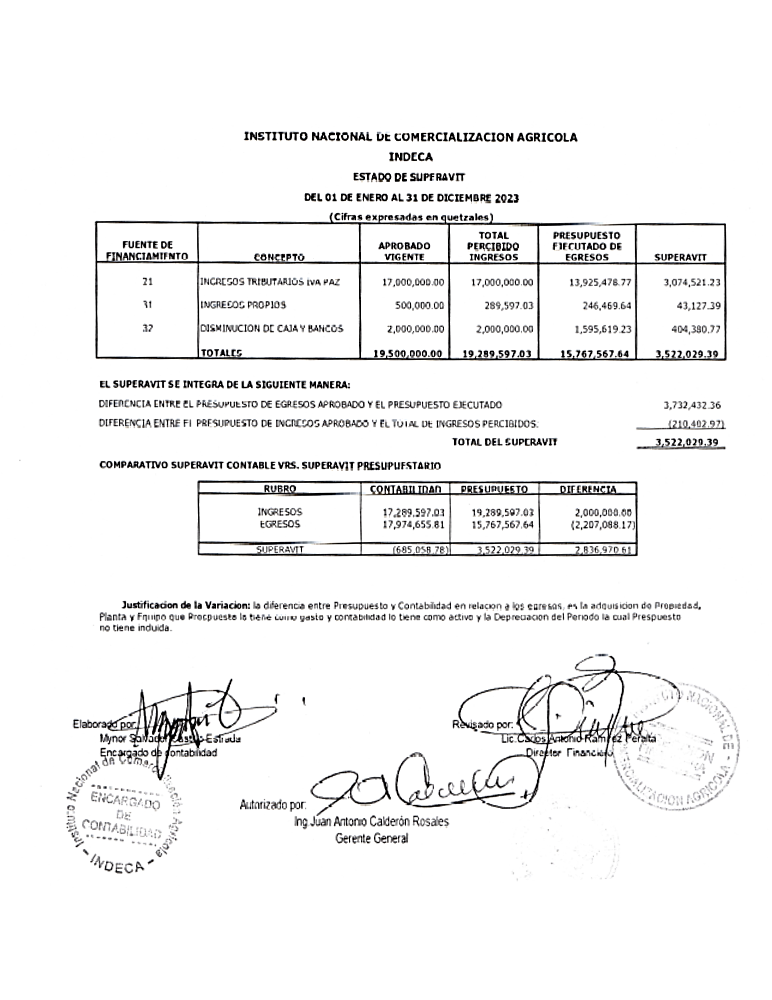 INSTITUTO NACIONAL DE COMERCIALIZACION AGRICOLA
INDECA
ESTADO DE SUPERAVIT
DEL 01 DE ENERO AL 31 DE DICIEMBRE 2023
(Cifras expresadas en quetzales)
FUENTE DE FINANCIAMIENTO CONCEPTO APROBADO VIGENTE TOTAL PERCIBIDO INGRESOS PRESUPUESTO EJECUTADO DE EGRESOS SUPERAVIT
21 INGRESOS TRIBUTARIOS IVA PAZ 17,000,000.00 17,000,000.00 13,925,478.77 3,074,521.23
31 INGRESOS PROPIOS 500,000.00 289,597.03 246,469.64 43,127.39
32 DISMINUCION DE CAJA Y BANCOS 2,000,000.00 2,000,000.00 1,595,619.23 404,380.77
TOTALES 19,500,000.00 19,289,597.03 15,767,567.64 3,522,029.39
EL SUPERAVIT SE INTEGRA DE LA SIGUIENTE MANERA:
DIFERENCIA ENTRE EL PRESUPUESTO DE EGRESOS APROBADO Y EL PRESUPUESTO EJECUTADO 3,732,432.36
DIFERENCIA ENTRE EL PRESUPUESTO DE INGRESOS APROBADO Y EL TOTAL DE INGRESOS PERCIBIDOS. (210,402.97)
TOTAL DEL SUPERAVIT 3,522,029.39
COMPARATIVO SUPERAVIT CONTABLE VRS. SUPERAVIT PRESUPUESTARIO
RUBRO CONTABILIDAD PRESUPUESTO DIFERENCIA
INGRESOS 17,289,597.03 19,289,597.03 2,000,000.00
EGRESOS 17,974,655.81 15,767,567.64 (2,207,088.17)
SUPERAVIT (685,058.78) 3,522,029.39 2,836,970.61
Justificacion de la Variacion: la diferencia entre Presupuesto y Contabilidad en relacion a los egresos, es la adquisicion de Propiedad,
Planta y Equipo que Procpuesto lo tiene como gasto y contabilidad lo tiene como activo y la Depreciacion del Periodo la cual Prespuesto
no tiene incluida.
Elaborado por:
Mynor Salvador Castillo Estrada
Encargado de contabilidad
Revisado por:
Lic. Carlos Antonio Ramirez Peralta
Director Financiero
Autorizado por:
Ing. Juan Antonio Calderón Rosales
Gerente General
Instituto Nacional de Comercialización Agrícola
ENCARGADO
DE
CONTABILIDAD
- INDECA -
NACIONAL DE
AGRICOLA